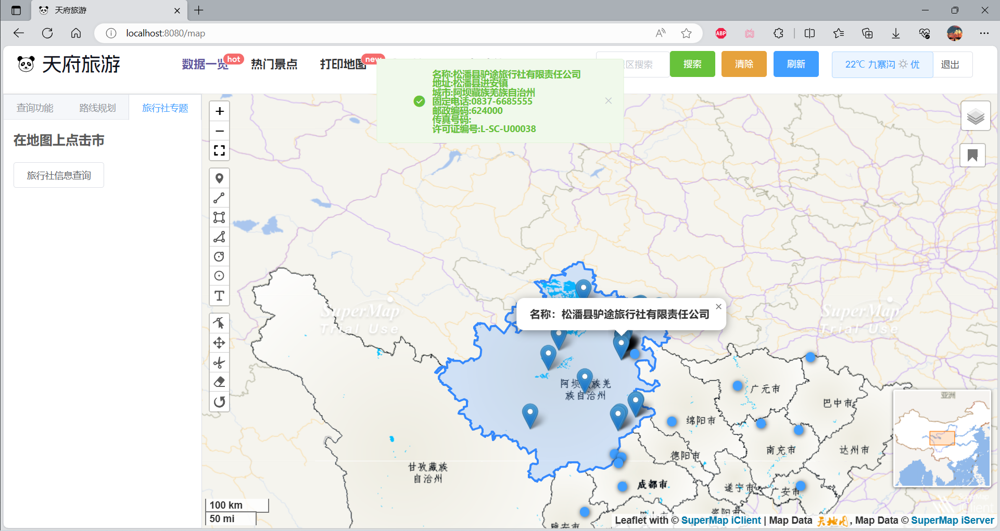 天府旅游
localhost:8080/map
ABP
天府旅游
数据一览
hot
热门景点
打印地图
new
区搜索
搜索
清除
刷新
22℃ 九寨沟 优
退出
名称:松潘县驴途旅行社有限责任公司
地址:松潘县进安镇
城市:阿坝藏族羌族自治州
固定电话:0837-6685555
邮政编码:624000
传真号码:
许可证编号:L-SC-U00038
查询功能
路线规划
旅行社专题
在地图上点击市
旅行社信息查询
+
−
T
SuperMap
Trial Use
SuperMap
Trial Use
名称：松潘县驴途旅行社有限责任公司
阿坝 族羌
族自治州
广元市
巴中市
绵阳市
亚洲
德阳市
南充市
达州市
甘孜藏族
自治州
成都市
遂宁市
广安市
资阳市
雅安市
100 km
50 mi
SuperMap
iClient
Leaflet with © SuperMap iClient | Map Data 天地图, Map Data © SuperMap iServer